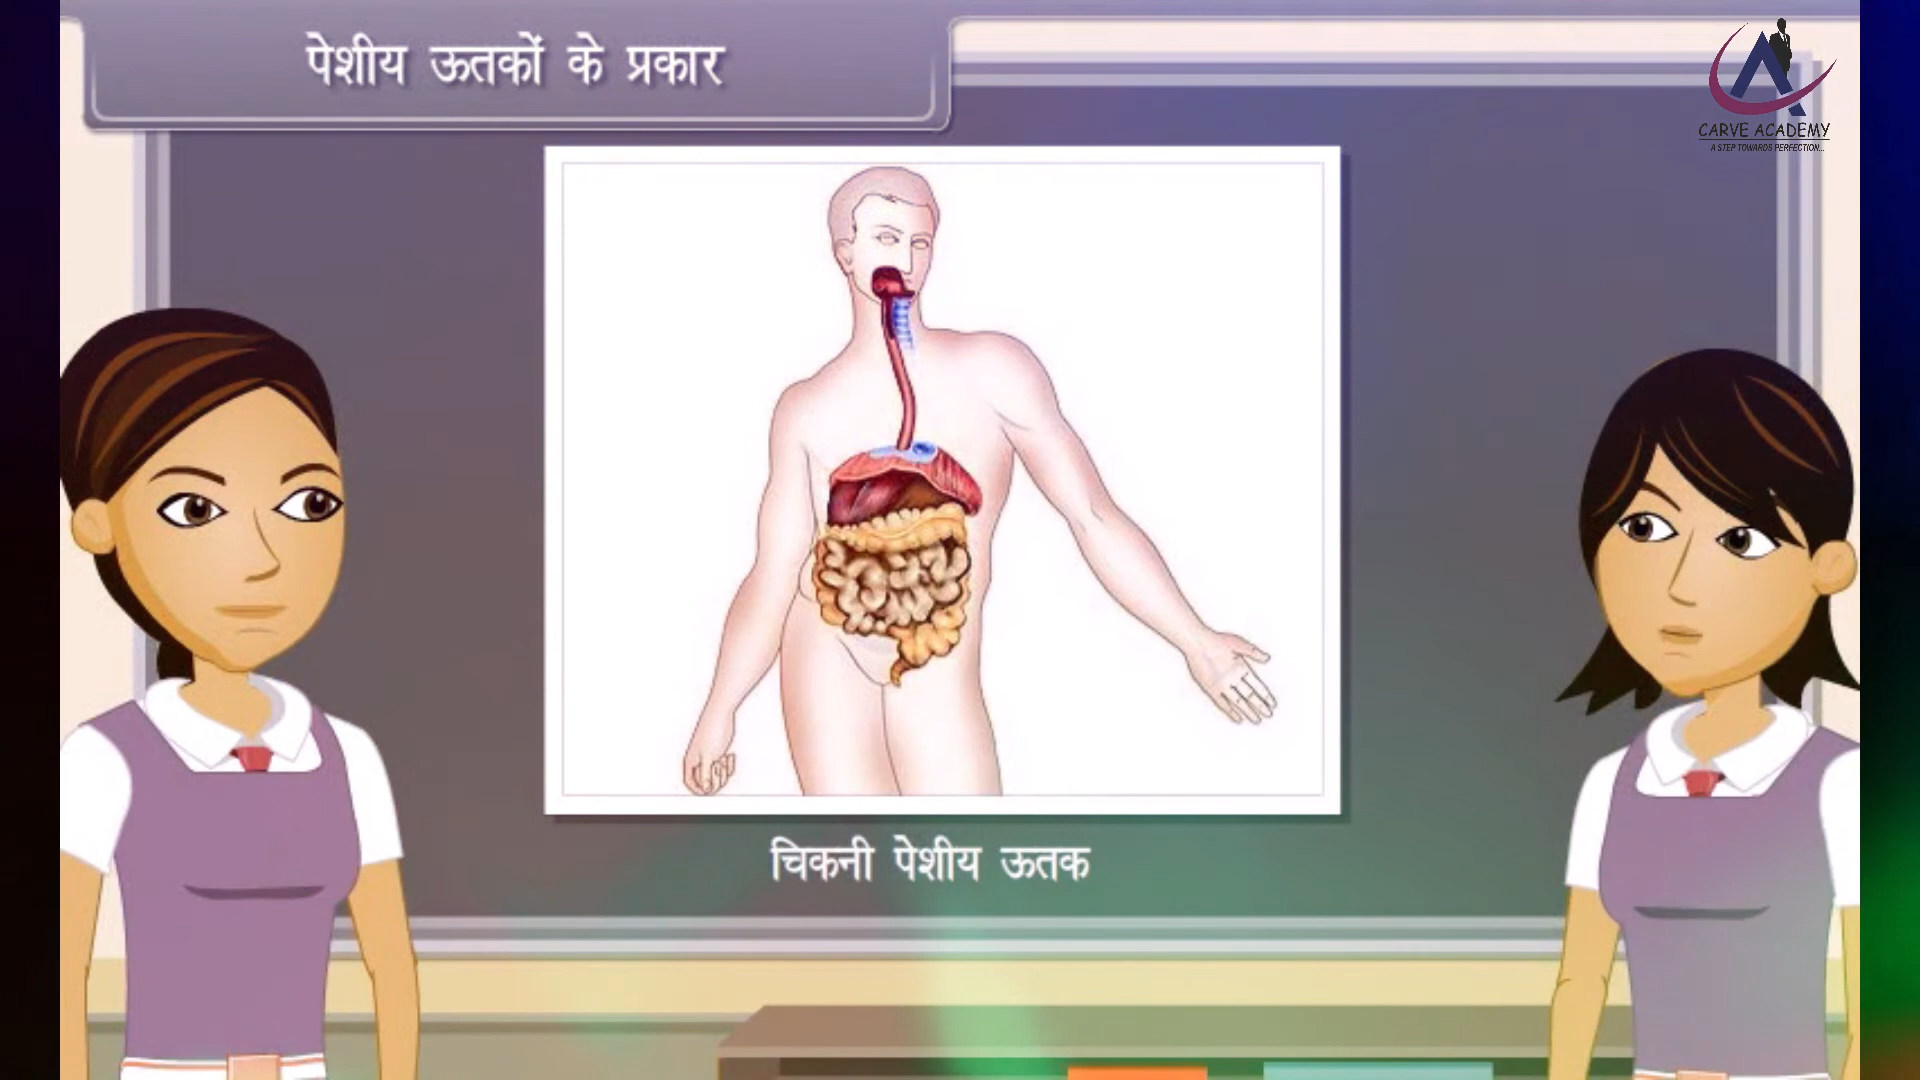 पेशीय ऊतकों के प्रकार
CARVE ACADEMY
A STEP TOWARDS PERFECTION...
चिकनी पेशीय ऊतक